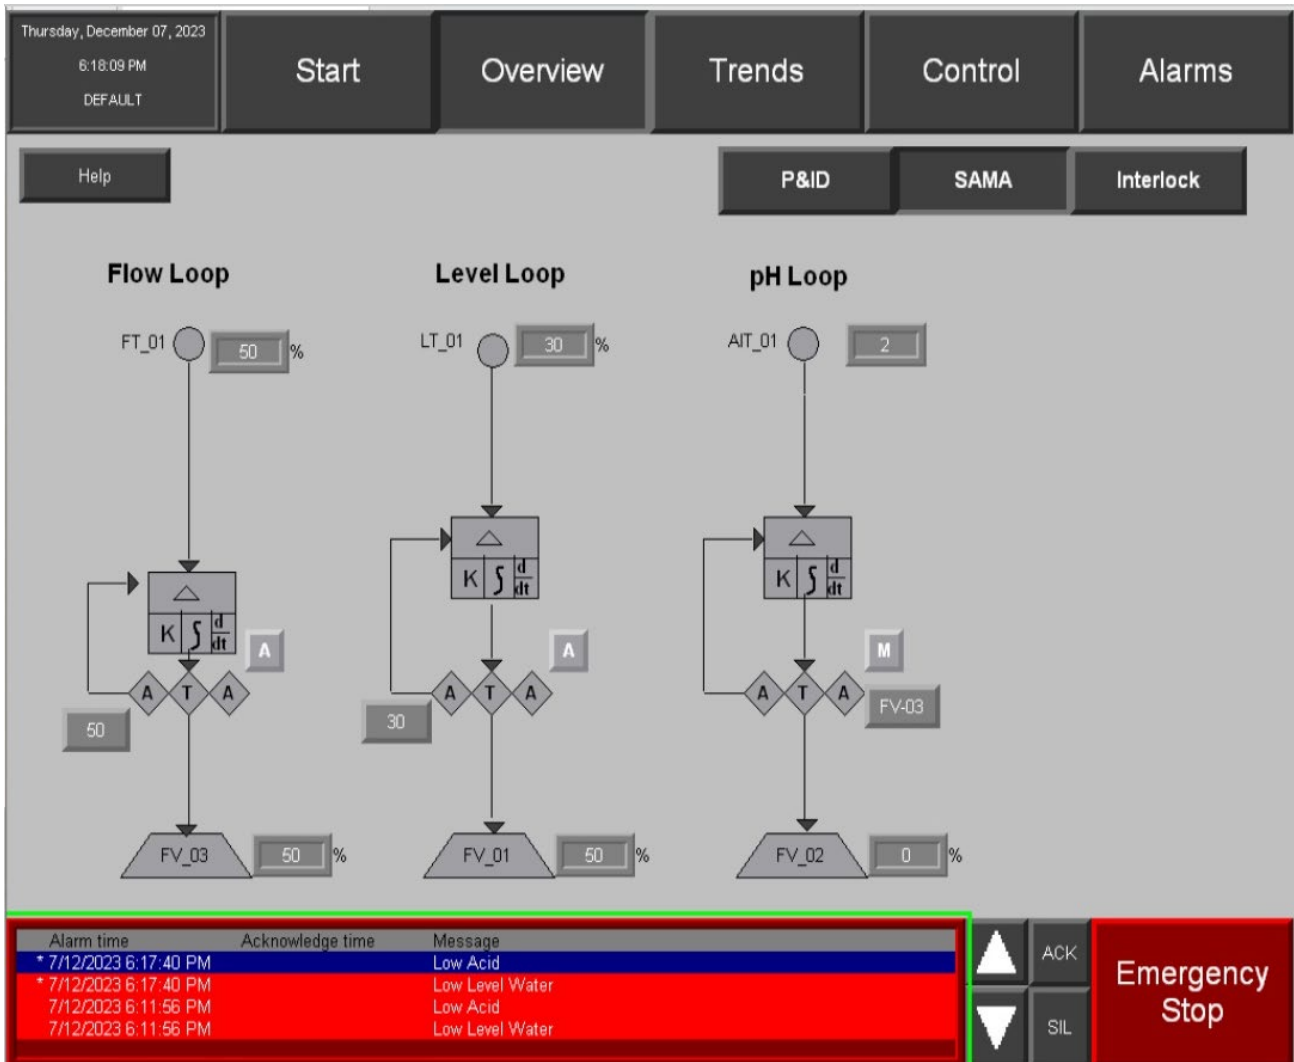 Thursday, December 07, 2023
6:18:09 PM
DEFAULT
Start
Overview
Trends
Control
Alarms
Help
P&ID
SAMA
Interlock
Flow Loop
Level Loop
pH Loop
FT_01
50
%
LT_01
30
%
AIT_01
2
K ∫ d/dt
K ∫ d/dt
K ∫ d/dt
A
A
M
A T A
A T A
A T A
50
30
FV-03
FV_03
50
%
FV_01
50
%
FV_02
0
%
Alarm time Acknowledge time Message
* 7/12/2023 6:17:40 PM Low Acid
* 7/12/2023 6:17:40 PM Low Level Water
7/12/2023 6:11:56 PM Low Acid
7/12/2023 6:11:56 PM Low Level Water
ACK
SIL
Emergency
Stop